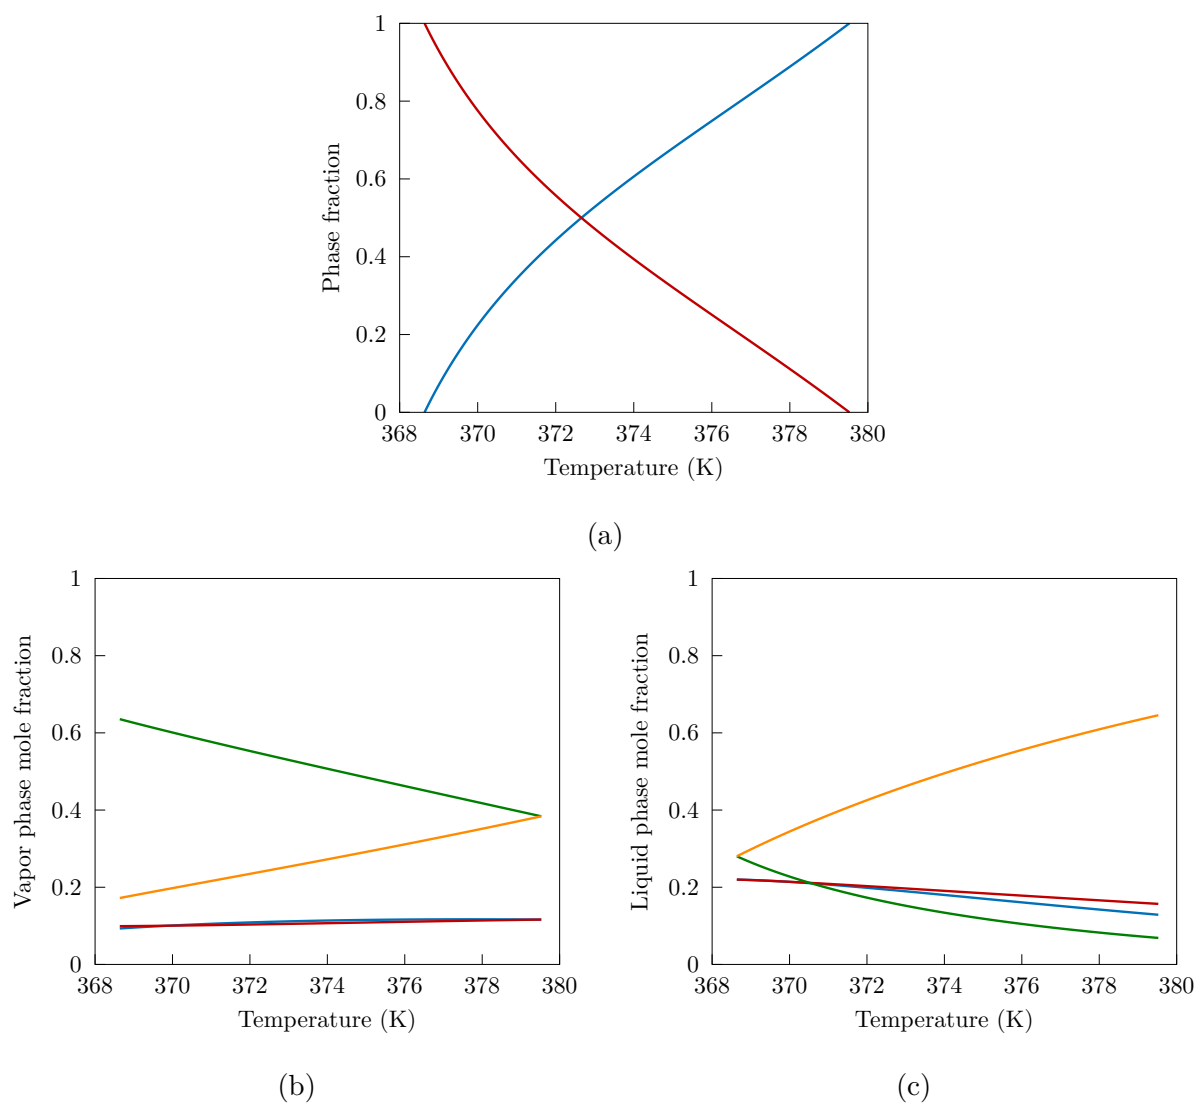 Phase fraction
1
0.8
0.6
0.4
0.2
0
368 370 372 374 376 378 380
Temperature (K)
(a)
Vapor phase mole fraction
1
0.8
0.6
0.4
0.2
0
368 370 372 374 376 378 380
Temperature (K)
(b)
Liquid phase mole fraction
1
0.8
0.6
0.4
0.2
0
368 370 372 374 376 378 380
Temperature (K)
(c)